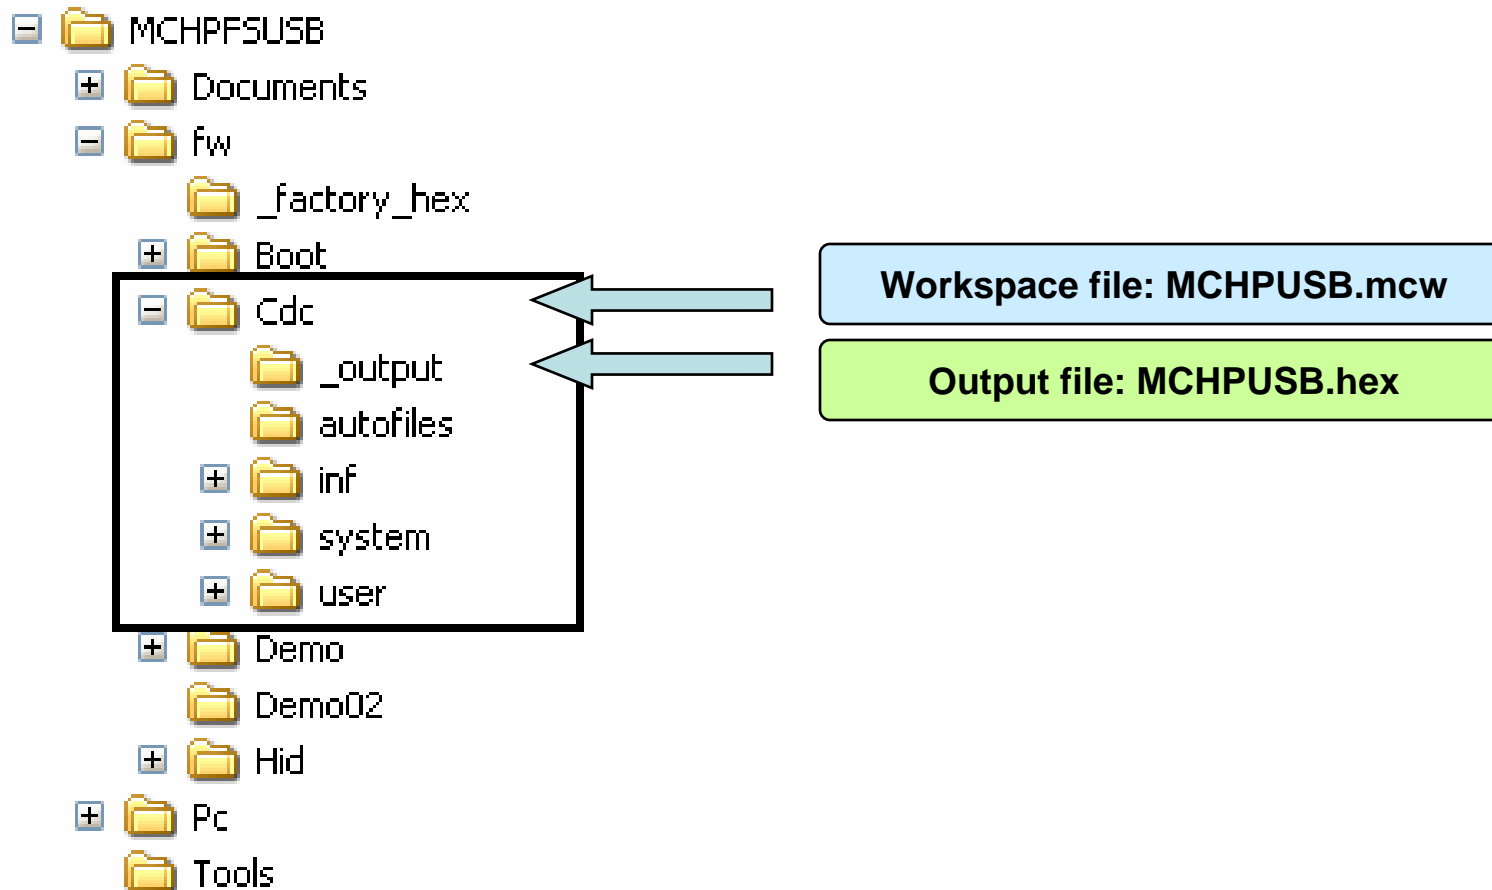 MCHPFSUSB
Documents
fw
_factory_hex
Boot
Cdc
_output
autofiles
inf
system
user
Demo
Demo02
Hid
Pc
Tools
Workspace file: MCHPUSB.mcw
Output file: MCHPUSB.hex